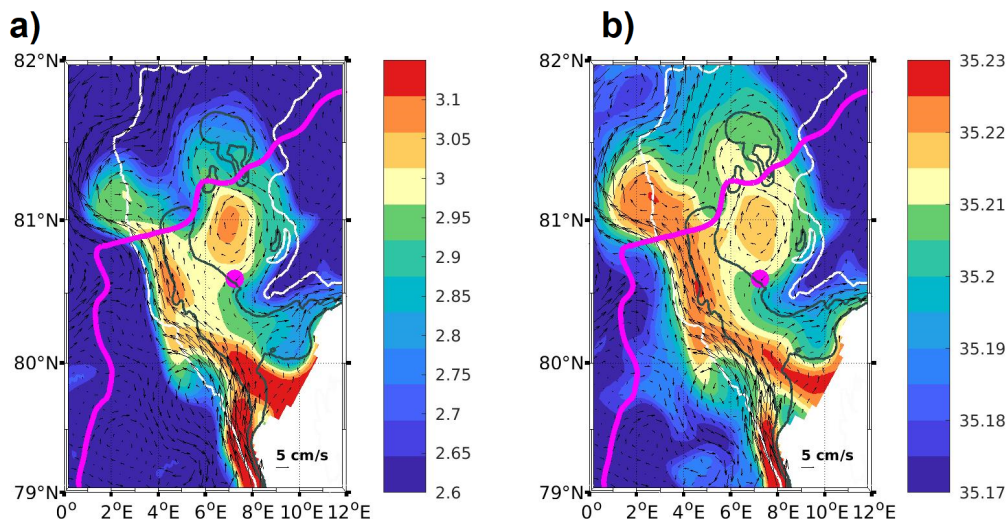 a)
b)
82°N
81°N
80°N
79°N
0°
2°E
4°E
6°E
8°E
10°E
12°E
5 cm/s
3.1
3.05
3
2.95
2.9
2.85
2.8
2.75
2.7
2.65
2.6
82°N
81°N
80°N
79°N
0°
2°E
4°E
6°E
8°E
10°E
12°E
5 cm/s
35.23
35.22
35.21
35.2
35.19
35.18
35.17